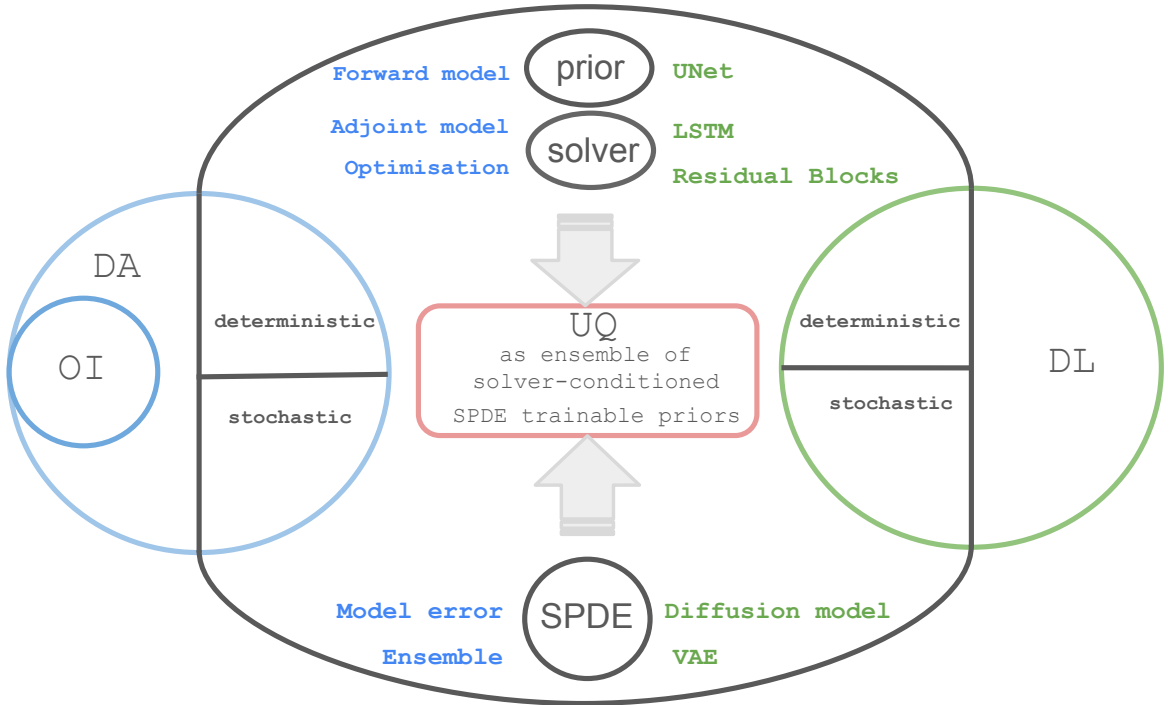 prior
Forward model
UNet
Adjoint model
solver
LSTM
Optimisation
Residual Blocks
DA
deterministic
OI
stochastic
UQ
as ensemble of
solver-conditioned
SPDE trainable priors
deterministic
DL
stochastic
Model error
SPDE
Diffusion model
Ensemble
VAE